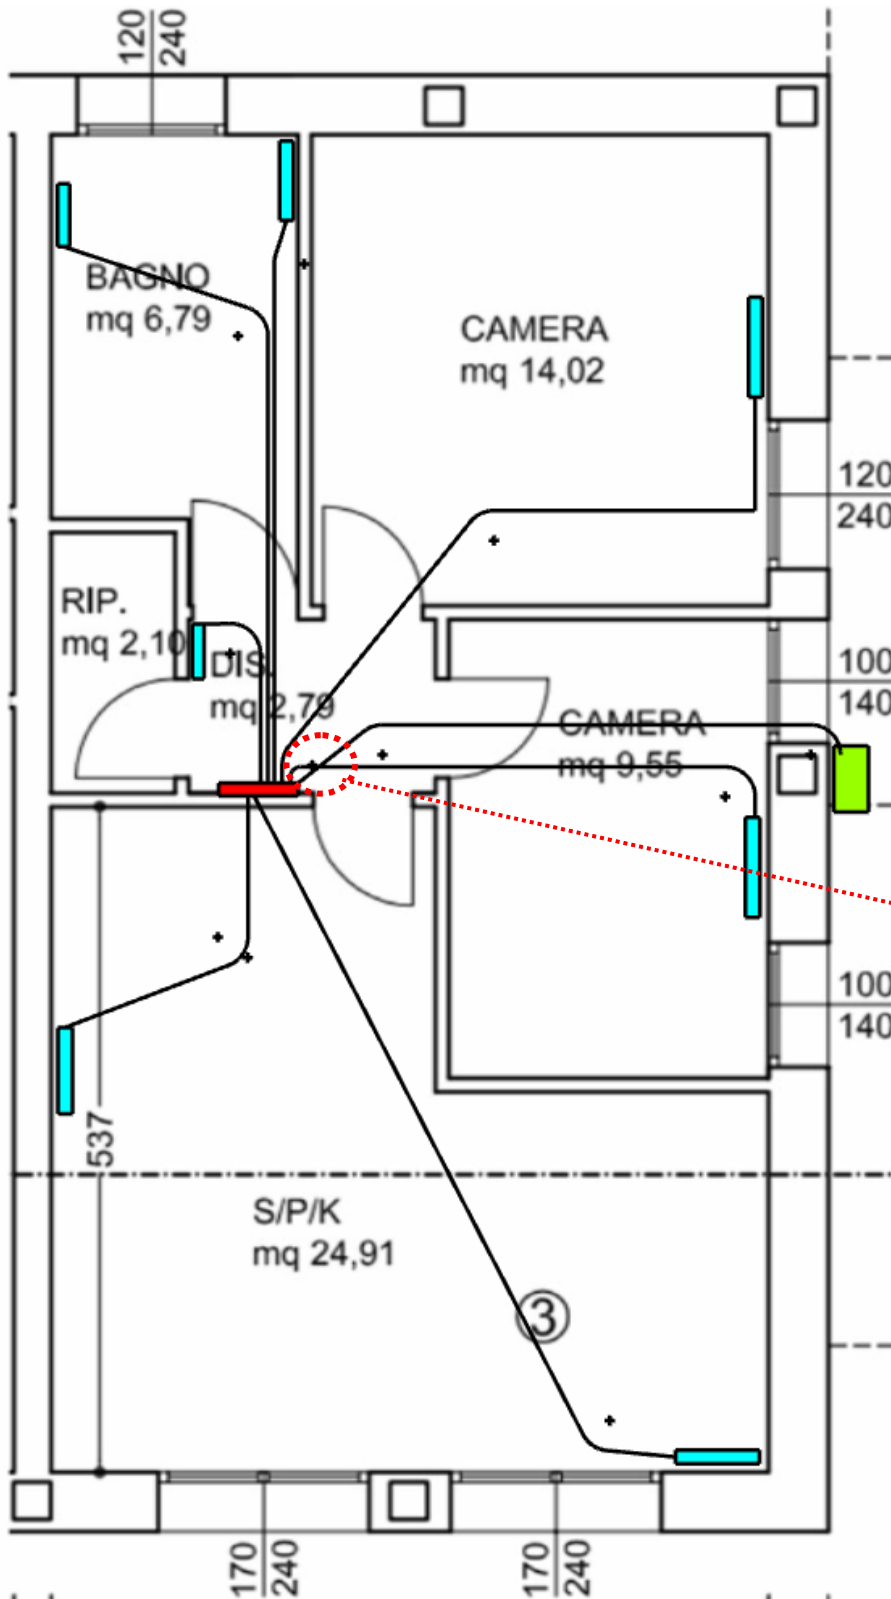 120
240
BAGNO
mq 6,79
CAMERA
mq 14,02
120
240
RIP.
mq 2,10
DIS.
mq 2,79
100
140
CAMERA
mq 9,55
100
140
537
S/P/K
mq 24,91
3
170
240
170
240